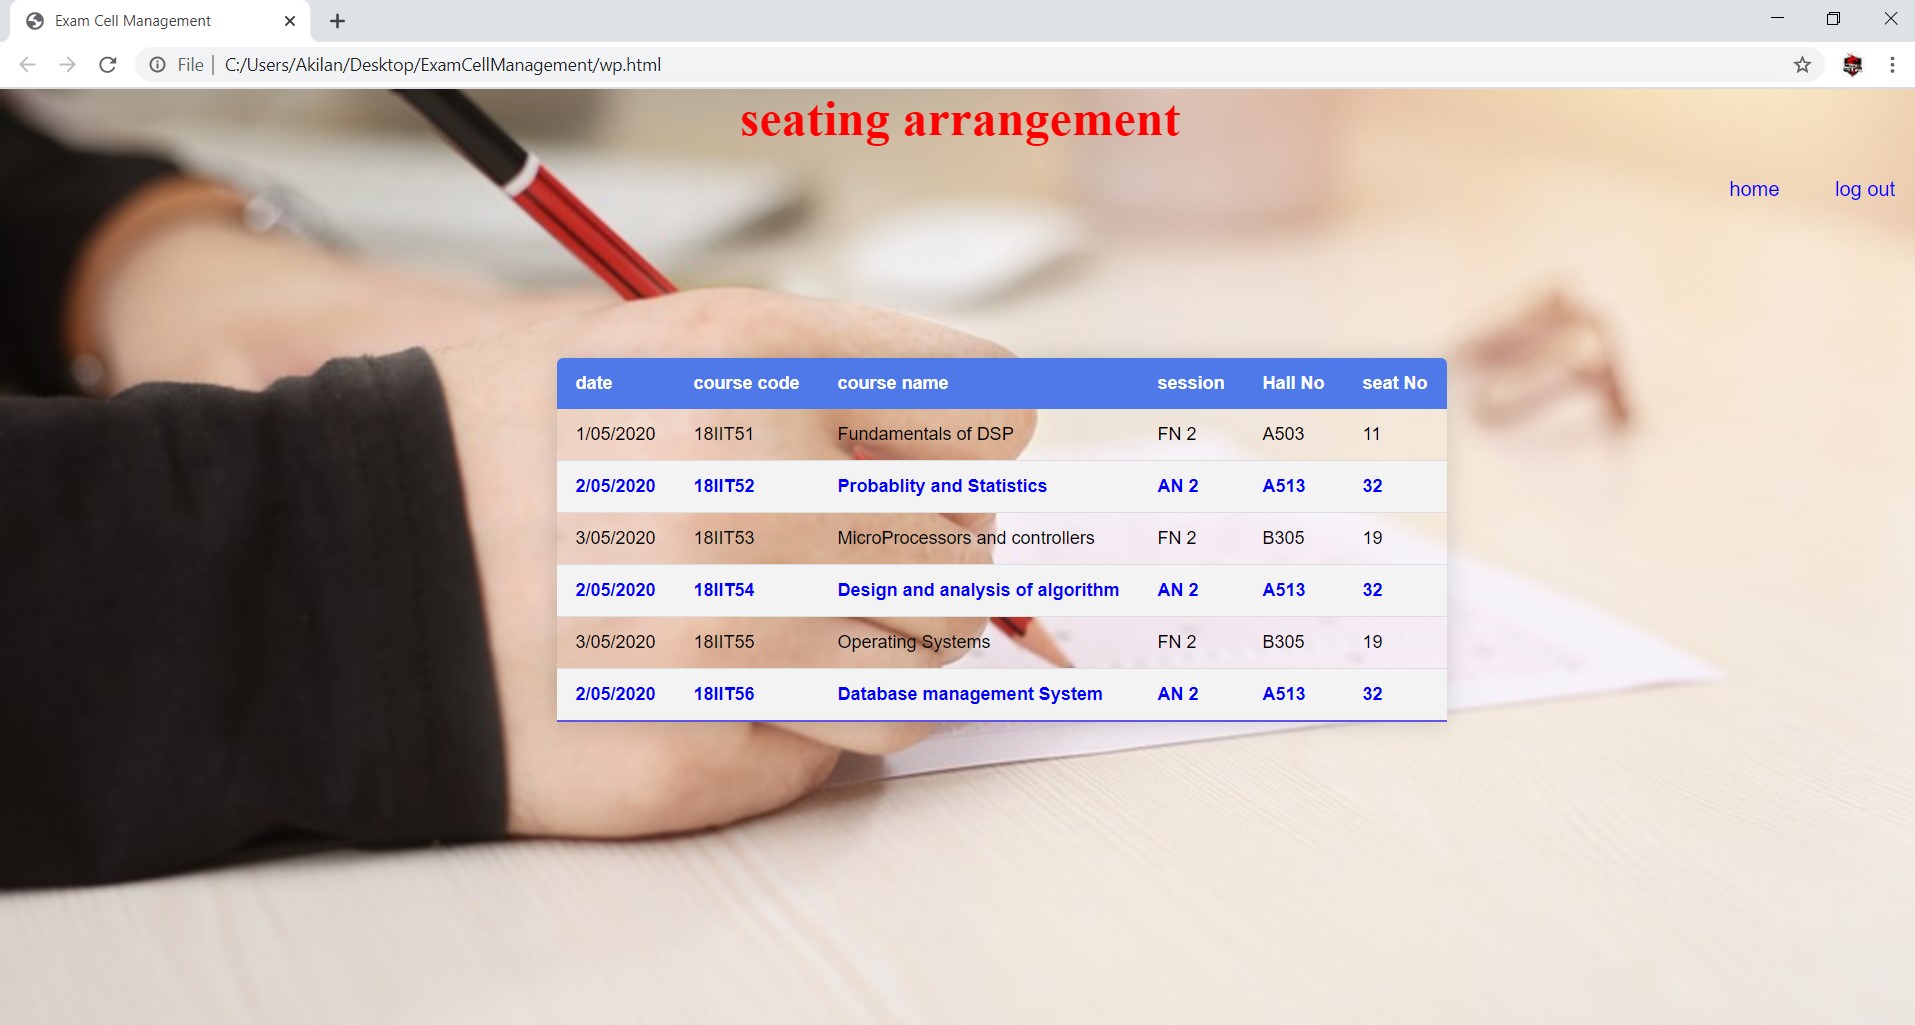 Exam Cell Management
File | C:/Users/Akilan/Desktop/ExamCellManagement/wp.html
seating arrangement
home log out
date course code course name session Hall No seat No
1/05/2020 18IIT51 Fundamentals of DSP FN 2 A503 11
2/05/2020 18IIT52 Probablity and Statistics AN 2 A513 32
3/05/2020 18IIT53 MicroProcessors and controllers FN 2 B305 19
2/05/2020 18IIT54 Design and analysis of algorithm AN 2 A513 32
3/05/2020 18IIT55 Operating Systems FN 2 B305 19
2/05/2020 18IIT56 Database management System AN 2 A513 32